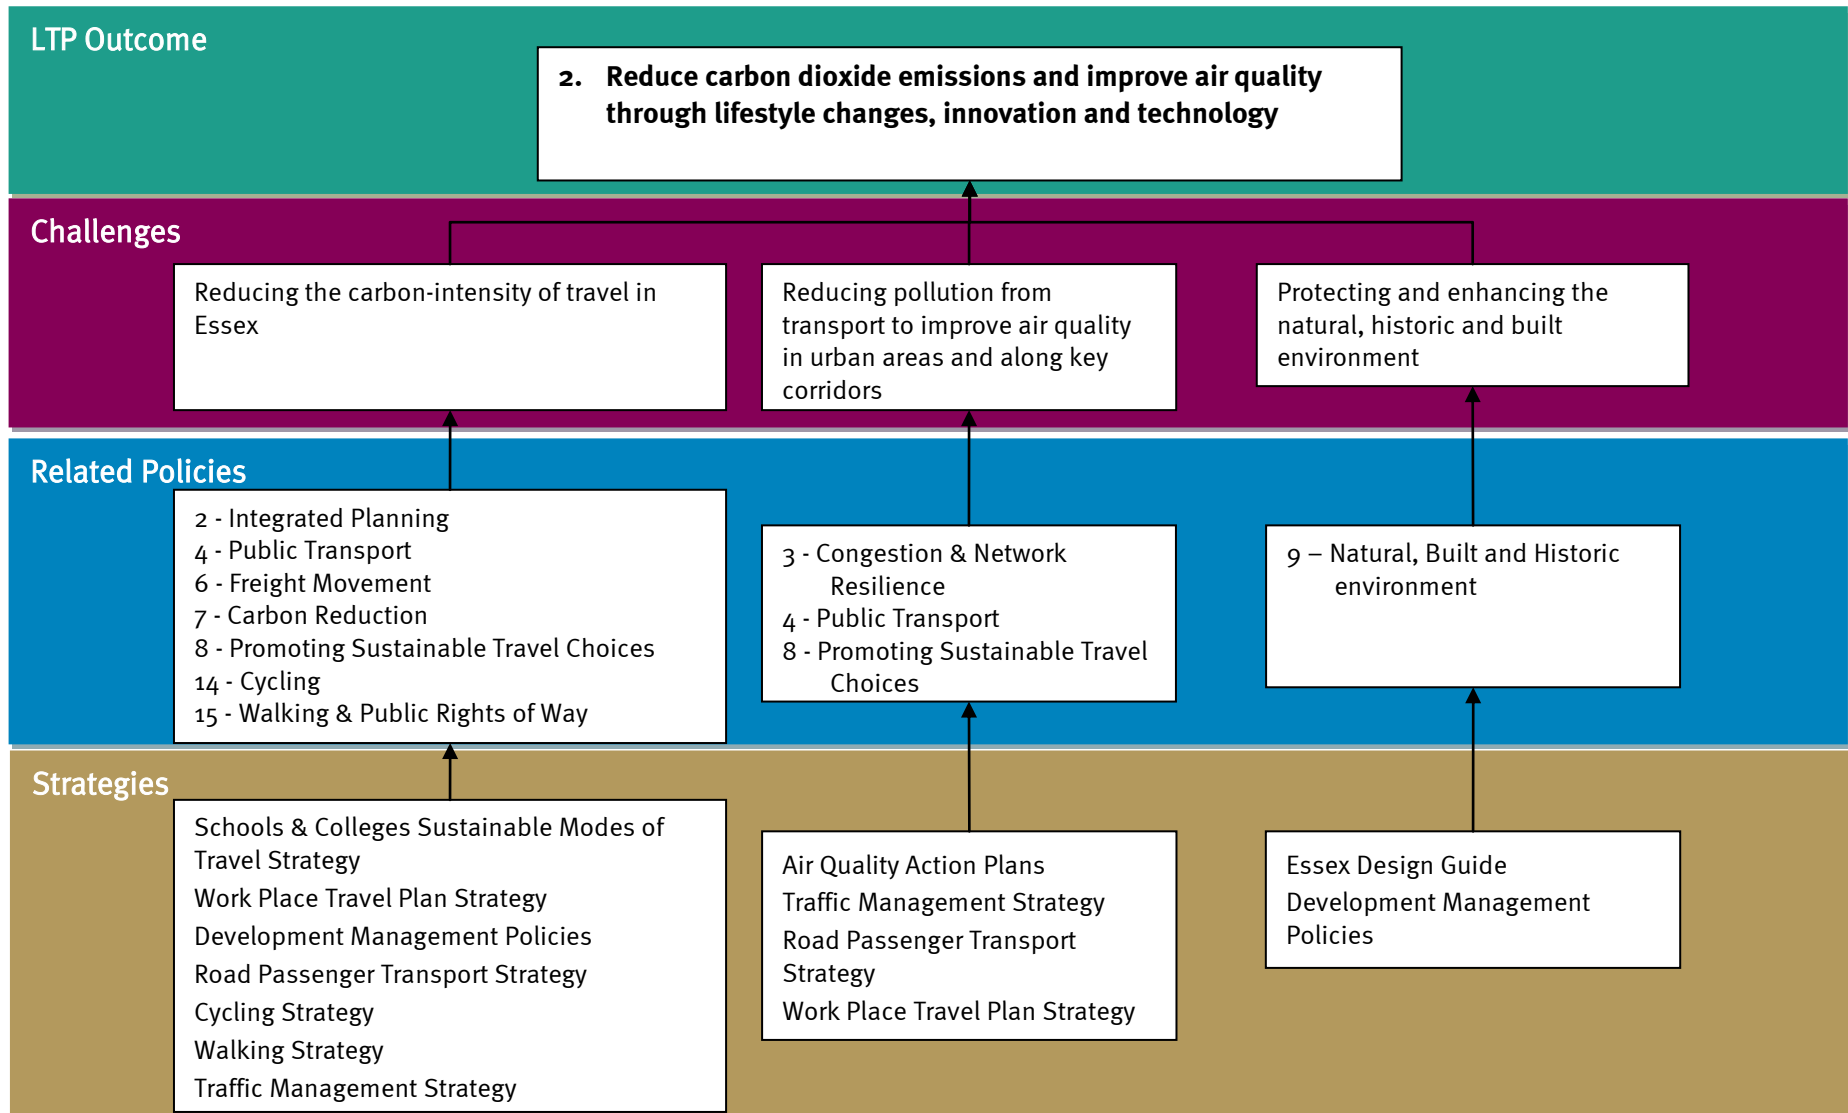 LTP Outcome
2. Reduce carbon dioxide emissions and improve air quality
through lifestyle changes, innovation and technology
Challenges
Reducing the carbon-intensity of travel in
Essex
Reducing pollution from
transport to improve air quality
in urban areas and along key
corridors
Protecting and enhancing the
natural, historic and built
environment
Related Policies
2 - Integrated Planning
4 - Public Transport
6 - Freight Movement
7 - Carbon Reduction
8 - Promoting Sustainable Travel Choices
14 - Cycling
15 - Walking & Public Rights of Way
3 - Congestion & Network
Resilience
4 - Public Transport
8 - Promoting Sustainable Travel
Choices
9 – Natural, Built and Historic
environment
Strategies
Schools & Colleges Sustainable Modes of
Travel Strategy
Work Place Travel Plan Strategy
Development Management Policies
Road Passenger Transport Strategy
Cycling Strategy
Walking Strategy
Traffic Management Strategy
Air Quality Action Plans
Traffic Management Strategy
Road Passenger Transport
Strategy
Work Place Travel Plan Strategy
Essex Design Guide
Development Management
Policies